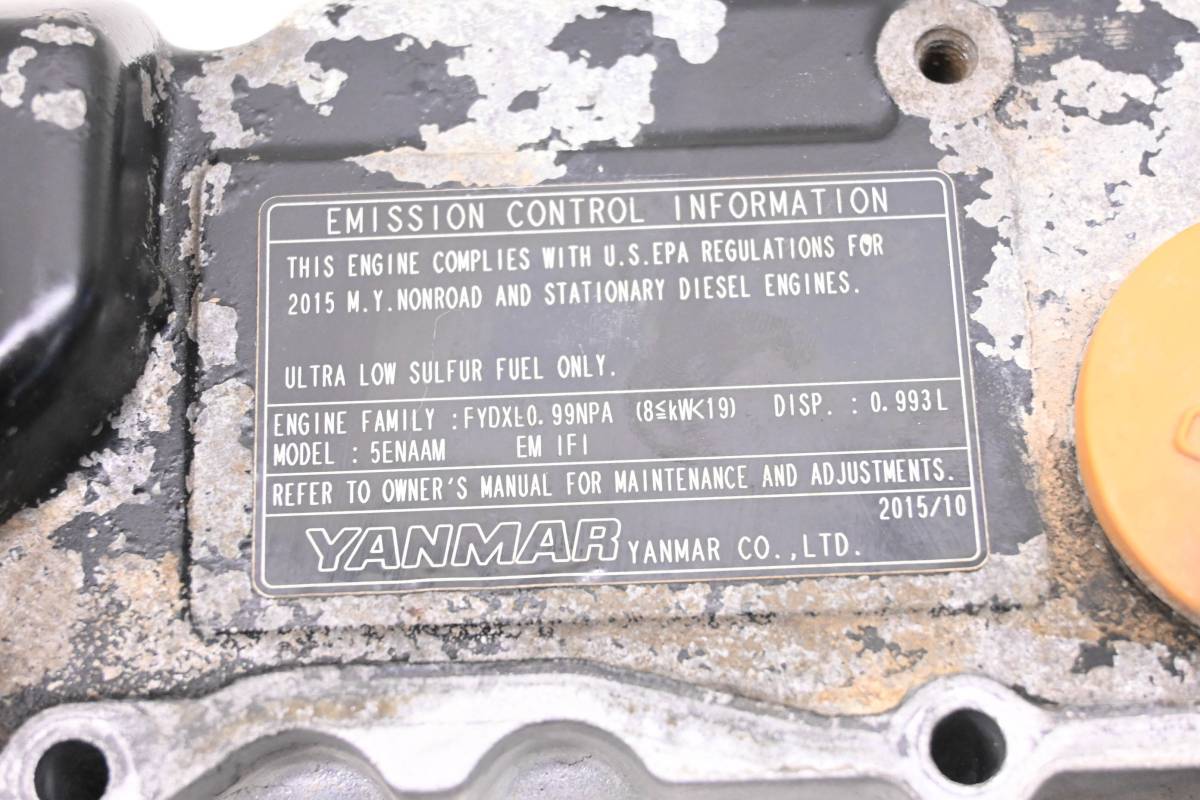 EMISSION CONTROL INFORMATION
THIS ENGINE COMPLIES WITH U.S.EPA REGULATIONS FOR
2015 M.Y.NONROAD AND STATIONARY DIESEL ENGINES.
ULTRA LOW SULFUR FUEL ONLY.
ENGINE FAMILY :FYDXL0.99NPA (8≦kW<19) DISP. : 0.993L
MODEL : 5ENAAM EM IFI
REFER TO OWNER'S MANUAL FOR MAINTENANCE AND ADJUSTMENTS.
2015/10
YANMAR YANMAR CO.,LTD.